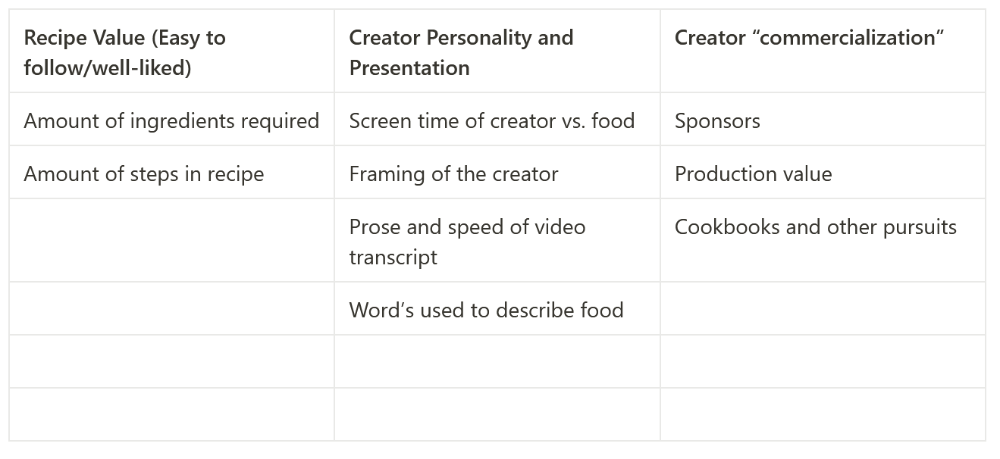 Recipe Value (Easy to
follow/well-liked)
Creator Personality and
Presentation
Creator “commercialization”
Amount of ingredients required
Screen time of creator vs. food
Sponsors
Amount of steps in recipe
Framing of the creator
Production value
Prose and speed of video
transcript
Cookbooks and other pursuits
Word’s used to describe food